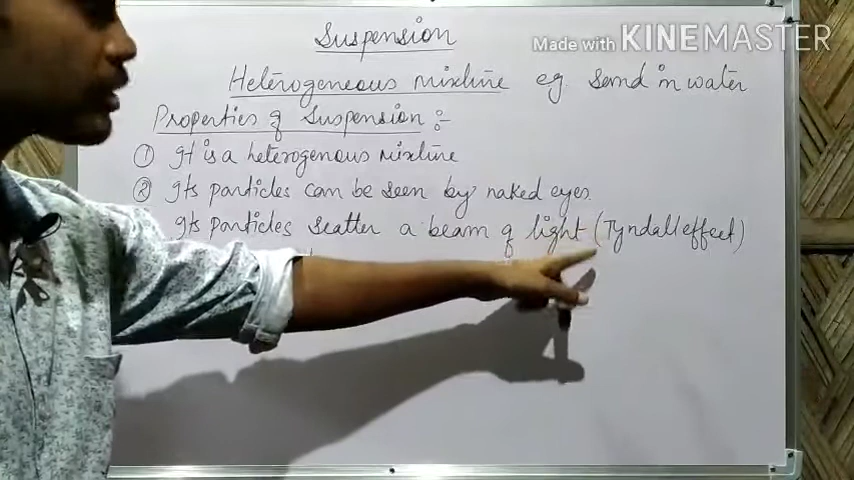 Suspension
Made with KINEMASTER
Heterogeneous mixture eg sand in water
Properties of Suspension :-
① It is a heterogenous mixture
② Its particles can be seen by naked eyes.
Its particles scatter a beam of light (Tyndall effect)